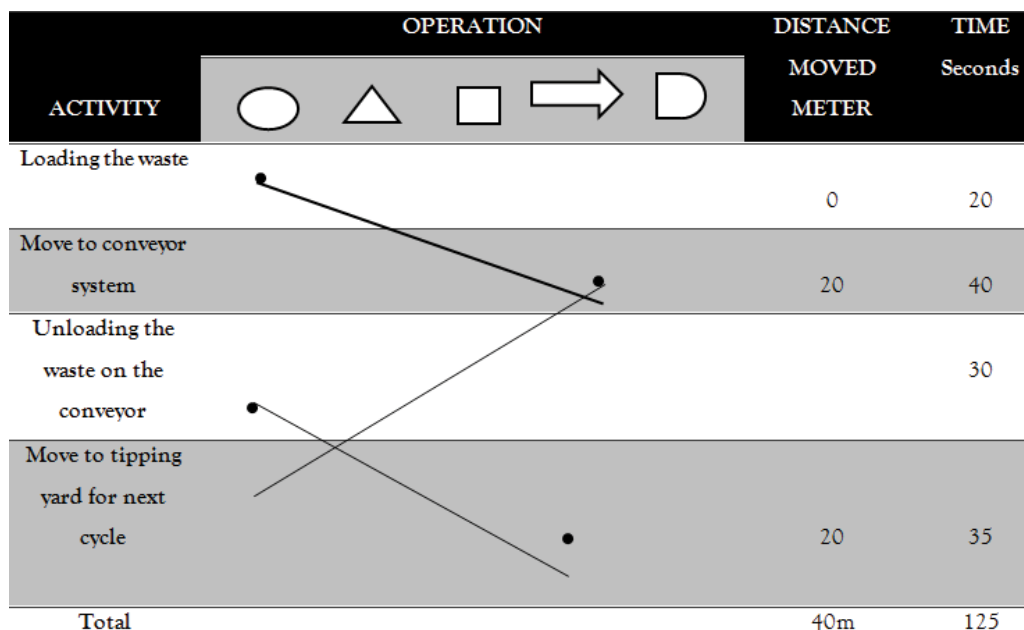 OPERATION
DISTANCE
MOVED
METER
TIME
Seconds
ACTIVITY
Loading the waste
0
20
Move to conveyor
system
20
40
Unloading the
waste on the
conveyor
30
Move to tipping
yard for next
cycle
20
35
Total
40m
125